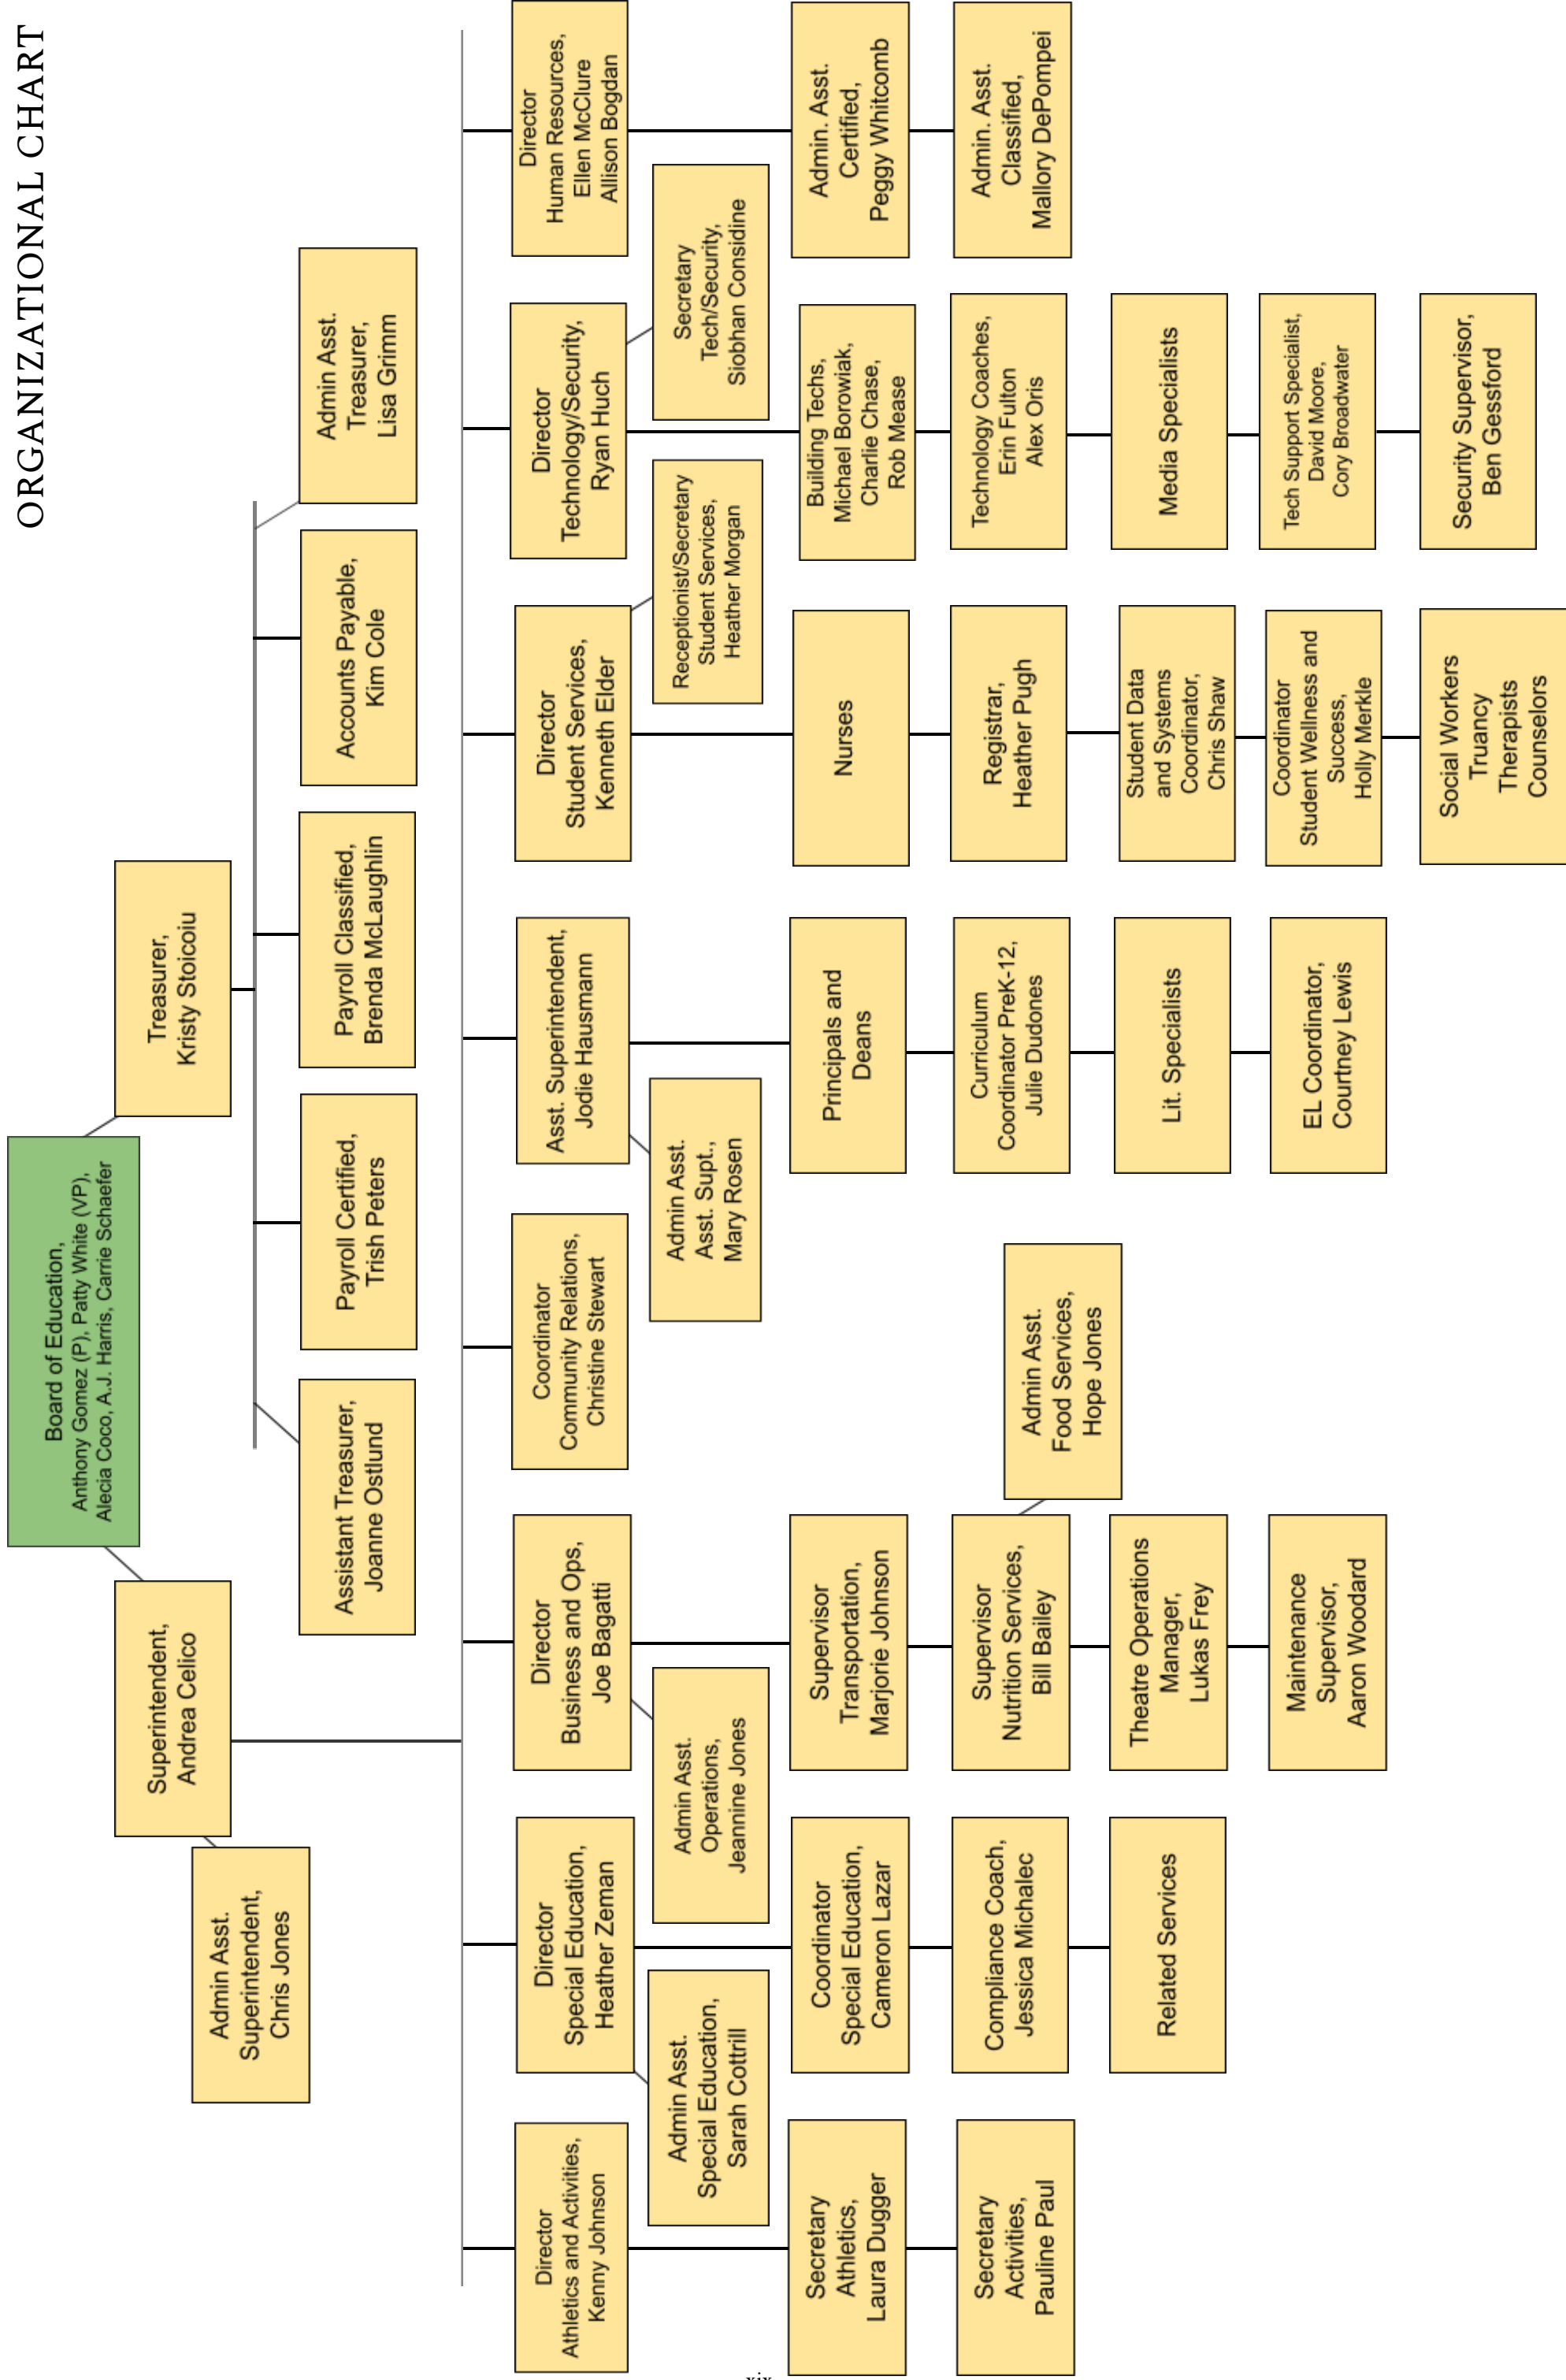 ORGANIZATIONAL CHART
Board of Education,
Anthony Gomez (P), Patty White (VP),
Alecia Coco, A.J. Harris, Carrie Schaefer
Superintendent,
Andrea Celico
Treasurer,
Kristy Stoicoiu
Admin Asst.
Superintendent,
Chris Jones
Assistant Treasurer,
Joanne Ostlund
Payroll Certified,
Trish Peters
Payroll Classified,
Brenda McLaughlin
Accounts Payable,
Kim Cole
Admin Asst.
Treasurer,
Lisa Grimm
Director
Athletics and Activities,
Kenny Johnson
Secretary
Athletics,
Laura Dugger
Secretary
Activities,
Pauline Paul
Director
Special Education,
Heather Zeman
Admin Asst.
Special Education,
Sarah Cottrill
Coordinator
Special Education,
Cameron Lazar
Compliance Coach,
Jessica Michalec
Related Services
Director
Business and Ops,
Joe Bagatti
Admin Asst.
Operations,
Jeannine Jones
Supervisor
Transportation,
Marjorie Johnson
Supervisor
Nutrition Services,
Bill Bailey
Admin Asst.
Food Services,
Hope Jones
Theatre Operations
Manager,
Lukas Frey
Maintenance
Supervisor,
Aaron Woodard
Coordinator
Community Relations,
Christine Stewart
Asst. Superintendent,
Jodie Hausmann
Admin Asst.
Asst. Supt.,
Mary Rosen
Principals and
Deans
Curriculum
Coordinator PreK-12,
Julie Dudones
Lit. Specialists
EL Coordinator,
Courtney Lewis
Director
Student Services,
Kenneth Elder
Receptionist/Secretary
Student Services,
Heather Morgan
Nurses
Registrar,
Heather Pugh
Student Data
and Systems
Coordinator,
Chris Shaw
Coordinator
Student Wellness and
Success,
Holly Merkle
Social Workers
Truancy
Therapists
Counselors
Director
Technology/Security,
Ryan Huch
Secretary
Tech/Security,
Siobhan Considine
Building Techs,
Michael Borowiak,
Charlie Chase,
Rob Mease
Technology Coaches,
Erin Fulton
Alex Oris
Media Specialists
Tech Support Specialist,
David Moore,
Cory Broadwater
Security Supervisor,
Ben Gessford
Director
Human Resources,
Ellen McClure
Allison Bogdan
Admin. Asst.
Certified,
Peggy Whitcomb
Admin. Asst.
Classified,
Mallory DePompei
xix